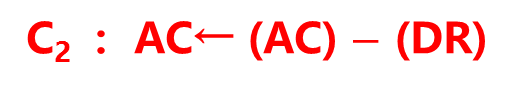 C₂ : AC← (AC) – (DR)